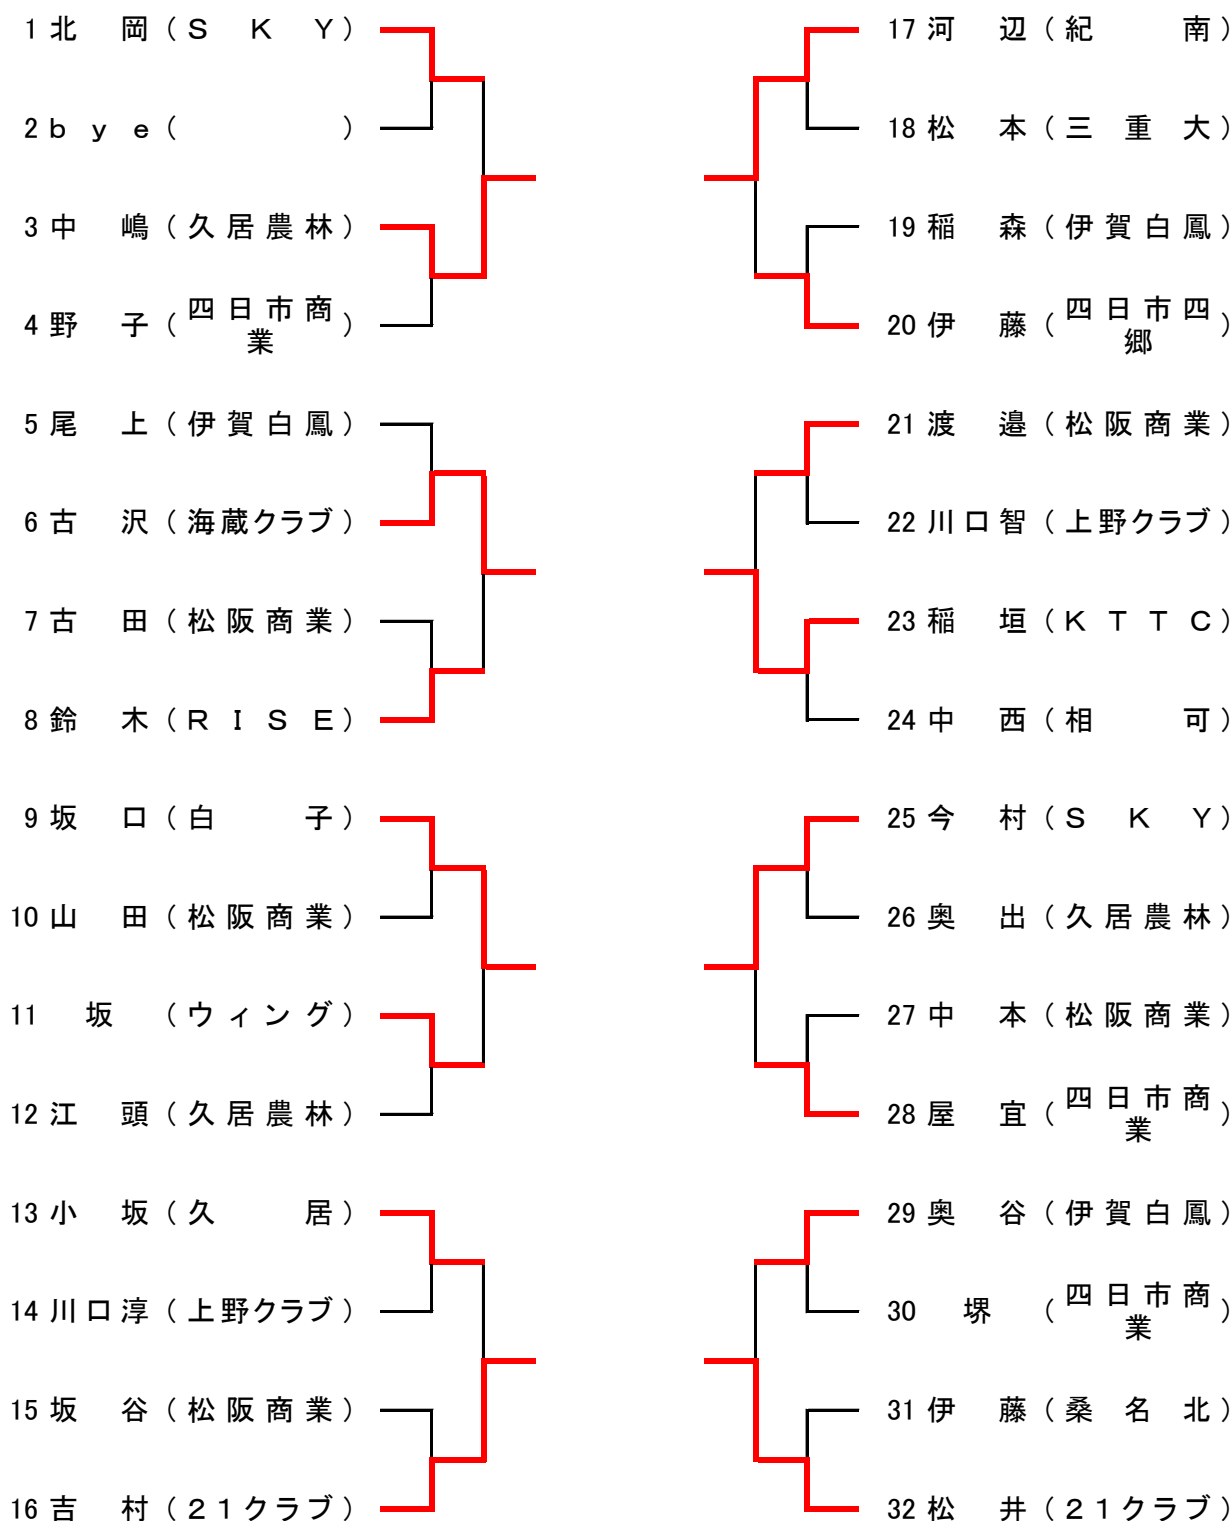 1 北 岡 (S K Y)
2 b y e ( )
3 中 嶋 (久居農林)
4 野 子 (四日市商業)
5 尾 上 (伊賀白鳳)
6 古 沢 (海蔵クラブ)
7 古 田 (松阪商業)
8 鈴 木 (R I S E)
9 坂 口 (白 子)
10 山 田 (松阪商業)
11 坂 (ウィング)
12 江 頭 (久居農林)
13 小 坂 (久 居)
14 川口淳 (上野クラブ)
15 坂 谷 (松阪商業)
16 吉 村 (21クラブ)
17 河 辺 (紀 南)
18 松 本 (三 重 大)
19 稲 森 (伊賀白鳳)
20 伊 藤 (四日市四郷)
21 渡 邉 (松阪商業)
22 川口智 (上野クラブ)
23 稲 垣 (K T T C)
24 中 西 (相 可)
25 今 村 (S K Y)
26 奥 出 (久居農林)
27 中 本 (松阪商業)
28 屋 宜 (四日市商業)
29 奥 谷 (伊賀白鳳)
30 堺 (四日市商業)
31 伊 藤 (桑 名 北)
32 松 井 (21クラブ)